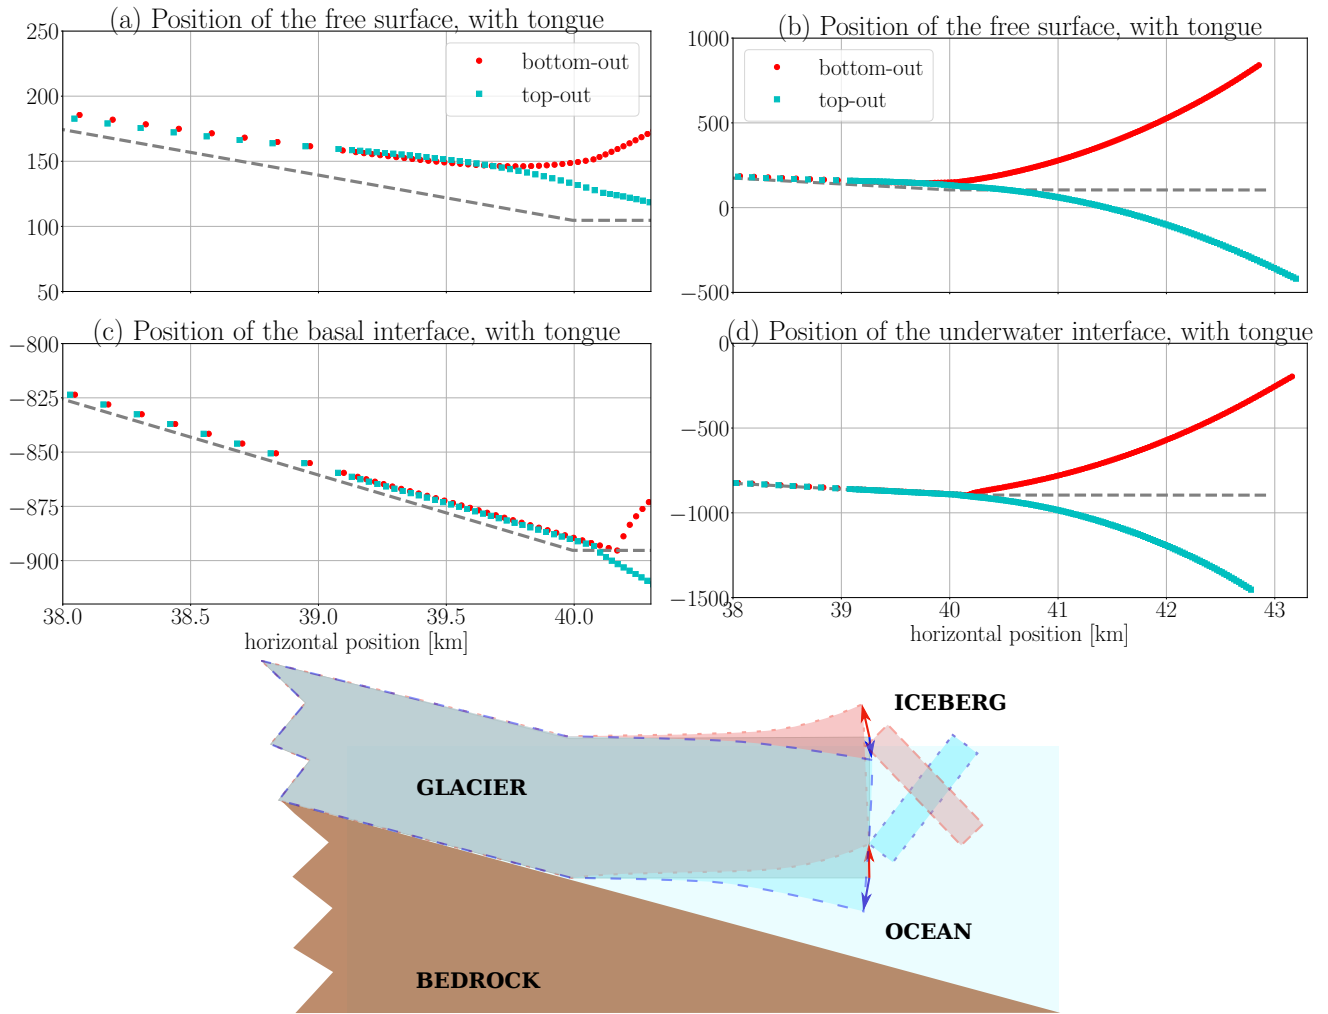 (a) Position of the free surface, with tongue
250
200
150
100
50
bottom-out
top-out
(b) Position of the free surface, with tongue
1000
500
0
−500
bottom-out
top-out
(c) Position of the basal interface, with tongue
−800
−825
−850
−875
−900
38.0 38.5 39.0 39.5 40.0
horizontal position [km]
(d) Position of the underwater interface, with tongue
0
−500
−1000
−1500
38 39 40 41 42 43
horizontal position [km]
ICEBERG
GLACIER
OCEAN
BEDROCK